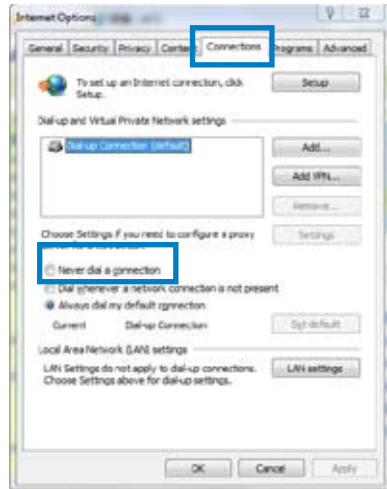 Internet Options
General Security Privacy Content Connections Programs Advanced
To set up an Internet connection, click
Setup.
Setup
Dial-up and Virtual Private Network settings
Dial-up Connection (default)
Add...
Add VPN...
Remove...
Choose Settings if you need to configure a proxy
server for a connection.
Settings
Never dial a connection
Dial whenever a network connection is not present
Always dial my default connection
Current Dial-up Connection
Set default
Local Area Network (LAN) settings
LAN Settings do not apply to dial-up connections.
Choose Settings above for dial-up settings.
LAN settings
OK Cancel Apply